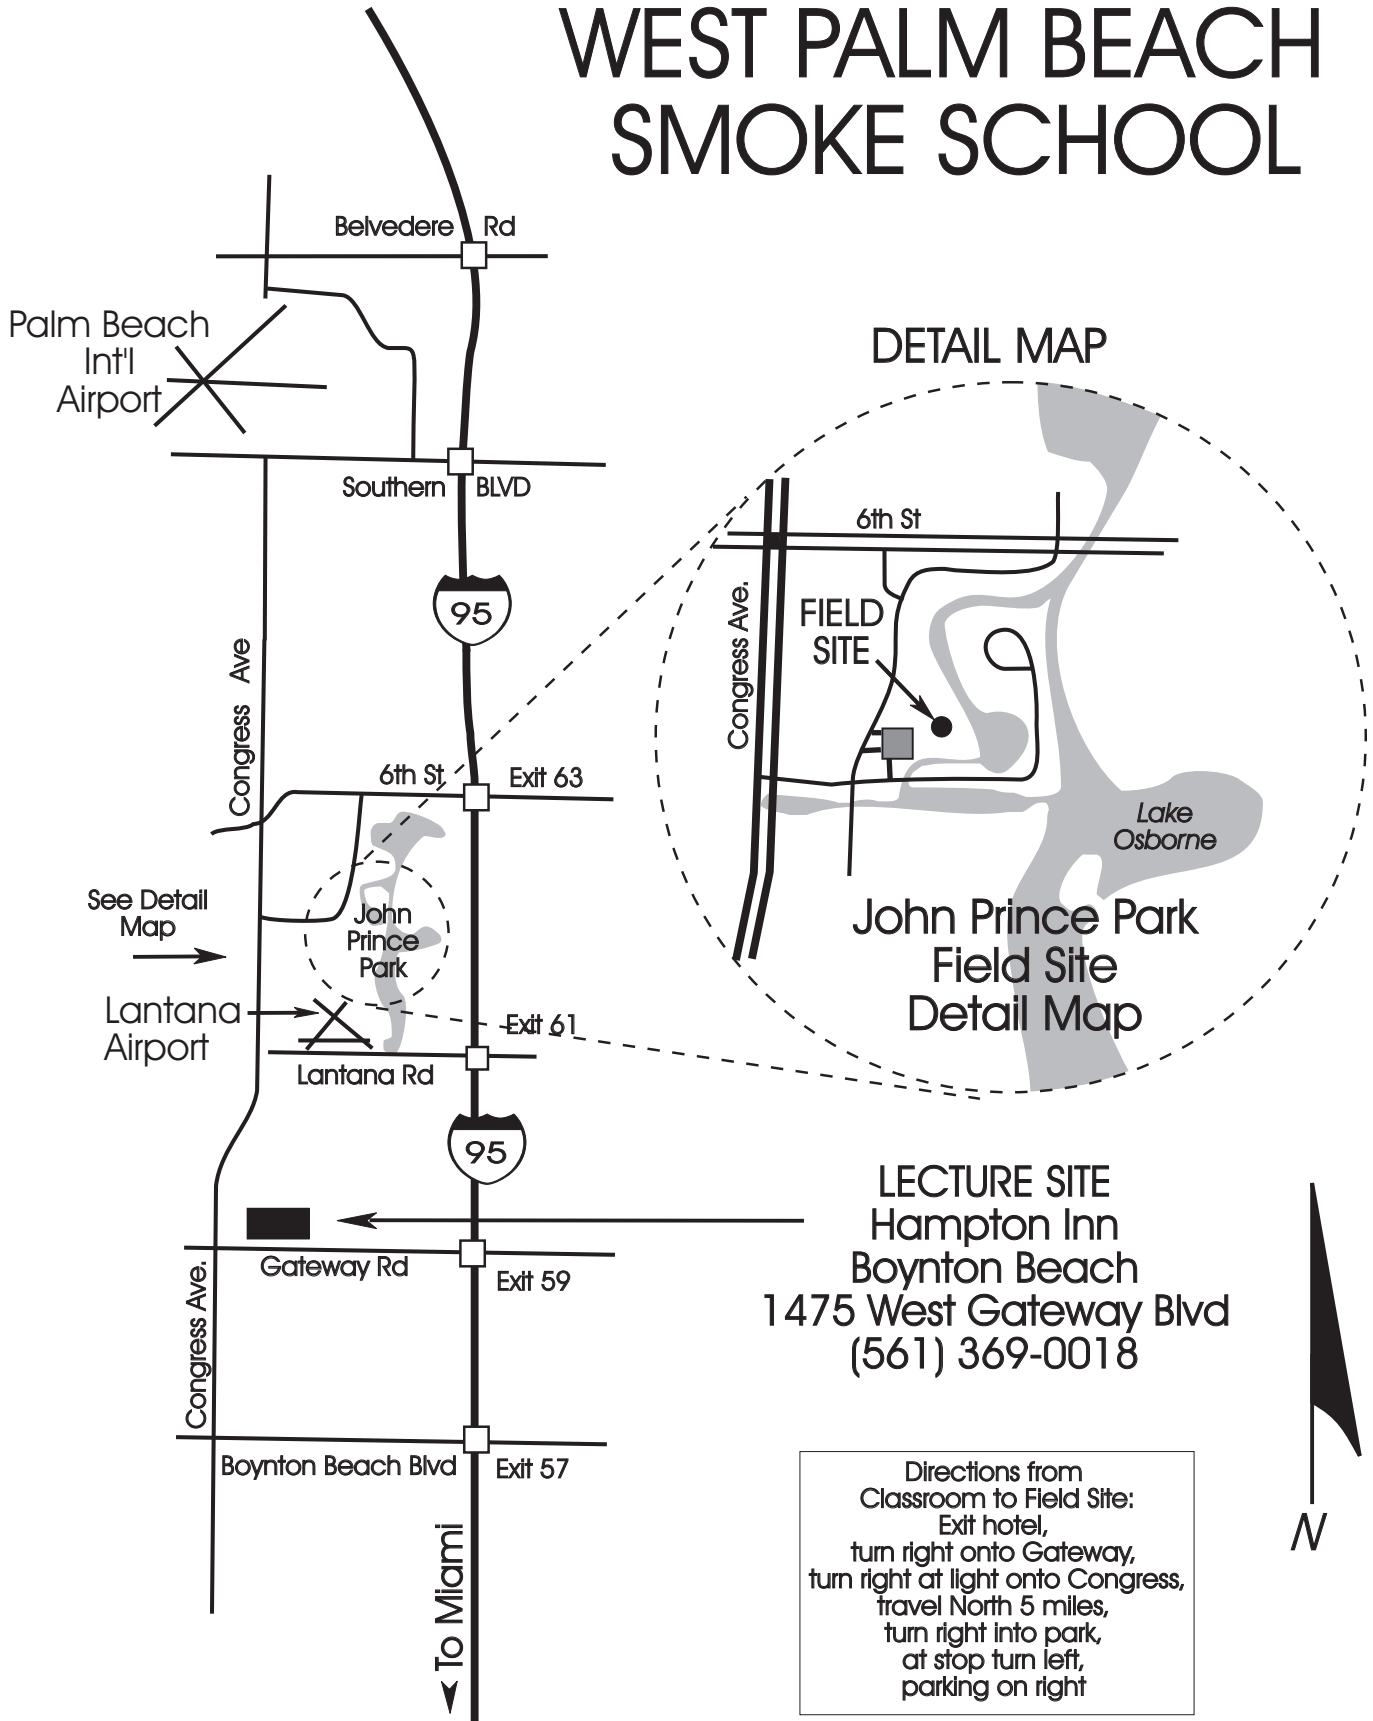 WEST PALM BEACH
SMOKE SCHOOL
Belvedere Rd
Palm Beach
Int'l
Airport
Southern BLVD
95
Congress Ave
6th St
Exit 63
See Detail
Map
John
Prince
Park
Lantana
Airport
Exit 61
Lantana Rd
95
Gateway Rd
Exit 59
Congress Ave.
Boynton Beach Blvd
Exit 57
To Miami
DETAIL MAP
6th St
Congress Ave.
FIELD
SITE
Lake
Osborne
John Prince Park
Field Site
Detail Map
LECTURE SITE
Hampton Inn
Boynton Beach
1475 West Gateway Blvd
(561) 369-0018
N
Directions from
Classroom to Field Site:
Exit hotel,
turn right onto Gateway,
turn right at light onto Congress,
travel North 5 miles,
turn right into park,
at stop turn left,
parking on right